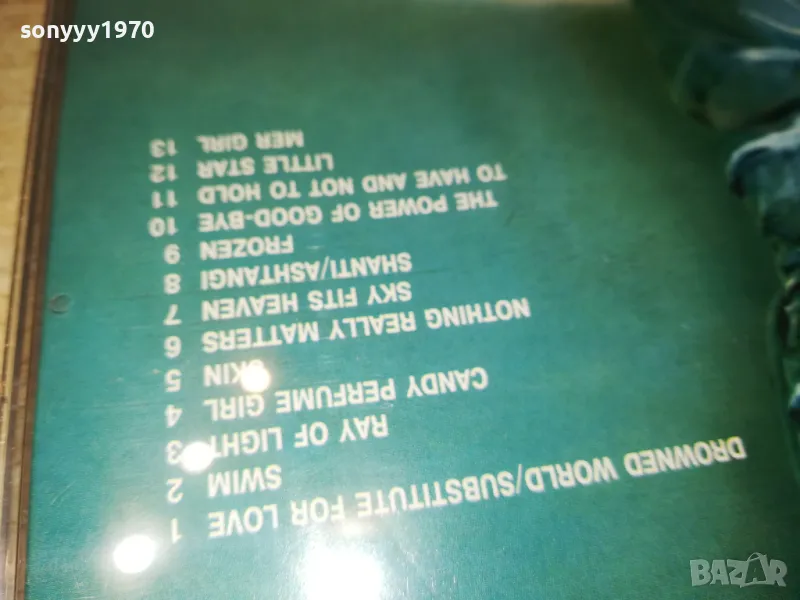 sonyyy1970
1 DROWNED WORLD/SUBSTITUTE FOR LOVE
2 SWIM
3 RAY OF LIGHT
4 CANDY PERFUME GIRL
5 SKIN
6 NOTHING REALLY MATTERS
7 SKY FITS HEAVEN
8 SHANTI/ASHTANGI
9 FROZEN
10 THE POWER OF GOOD-BYE
11 TO HAVE AND NOT TO HOLD
12 LITTLE STAR
13 MER GIRL
BAZAR